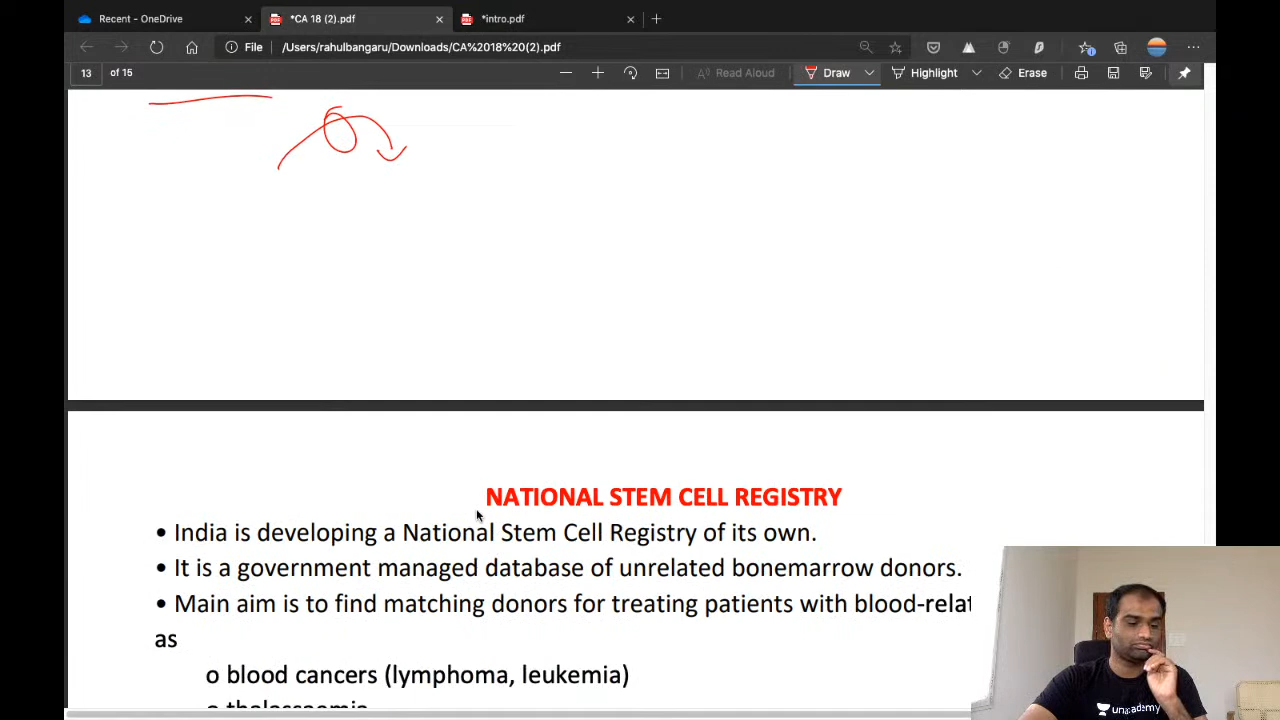 Recent - OneDrive
*CA 18 (2).pdf
*intro.pdf
File
/Users/rahulbangaru/Downloads/CA%2018%20(2).pdf
13 of 15
Read Aloud
Draw
Highlight
Erase
NATIONAL STEM CELL REGISTRY
• India is developing a National Stem Cell Registry of its own.
• It is a government managed database of unrelated bonemarrow donors.
• Main aim is to find matching donors for treating patients with blood-relat
as
o blood cancers (lymphoma, leukemia)
o thalassaemia
unacademy